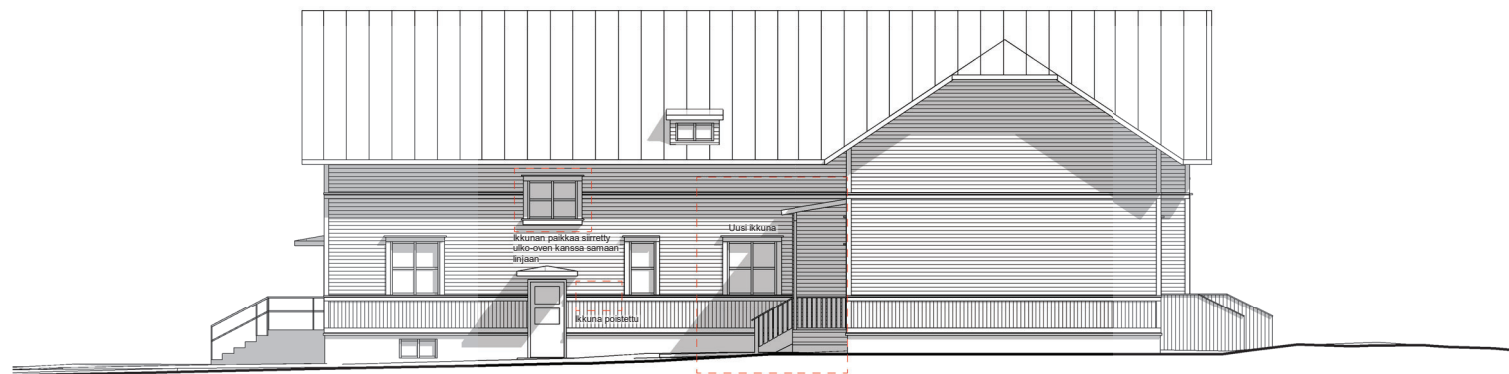 Uusi ikkuna
Ikkunan paikkaa siirretty
ulko-oven kanssa samaan
linjaan
Ikkuna poistettu